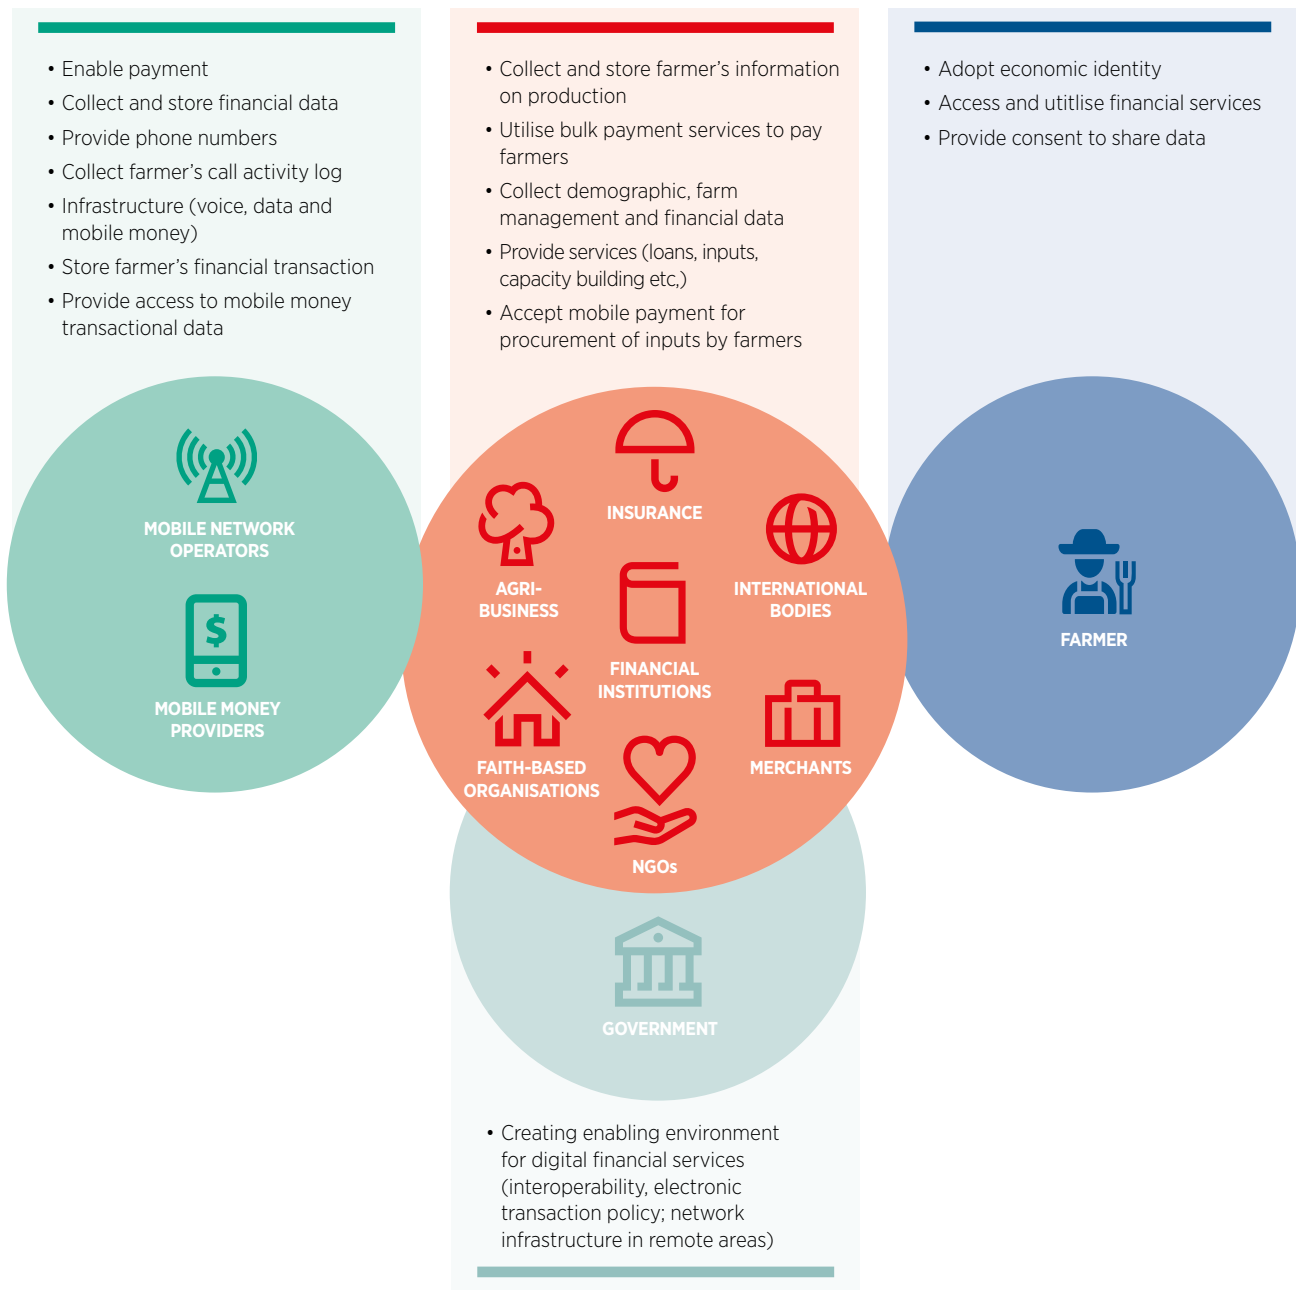 • Enable payment
• Collect and store financial data
• Provide phone numbers
• Collect farmer's call activity log
• Infrastructure (voice, data and
mobile money)
• Store farmer's financial transaction
• Provide access to mobile money
transactional data
• Collect and store farmer's information
on production
• Utilise bulk payment services to pay
farmers
• Collect demographic, farm
management and financial data
• Provide services (loans, inputs,
capacity building etc,)
• Accept mobile payment for
procurement of inputs by farmers
• Adopt economic identity
• Access and utitlise financial services
• Provide consent to share data
MOBILE NETWORK
OPERATORS
$
MOBILE MONEY
PROVIDERS
INSURANCE
AGRI-
BUSINESS
INTERNATIONAL
BODIES
FINANCIAL
INSTITUTIONS
FAITH-BASED
ORGANISATIONS
MERCHANTS
NGOs
FARMER
GOVERNMENT
• Creating enabling environment
for digital financial services
(interoperability, electronic
transaction policy; network
infrastructure in remote areas)